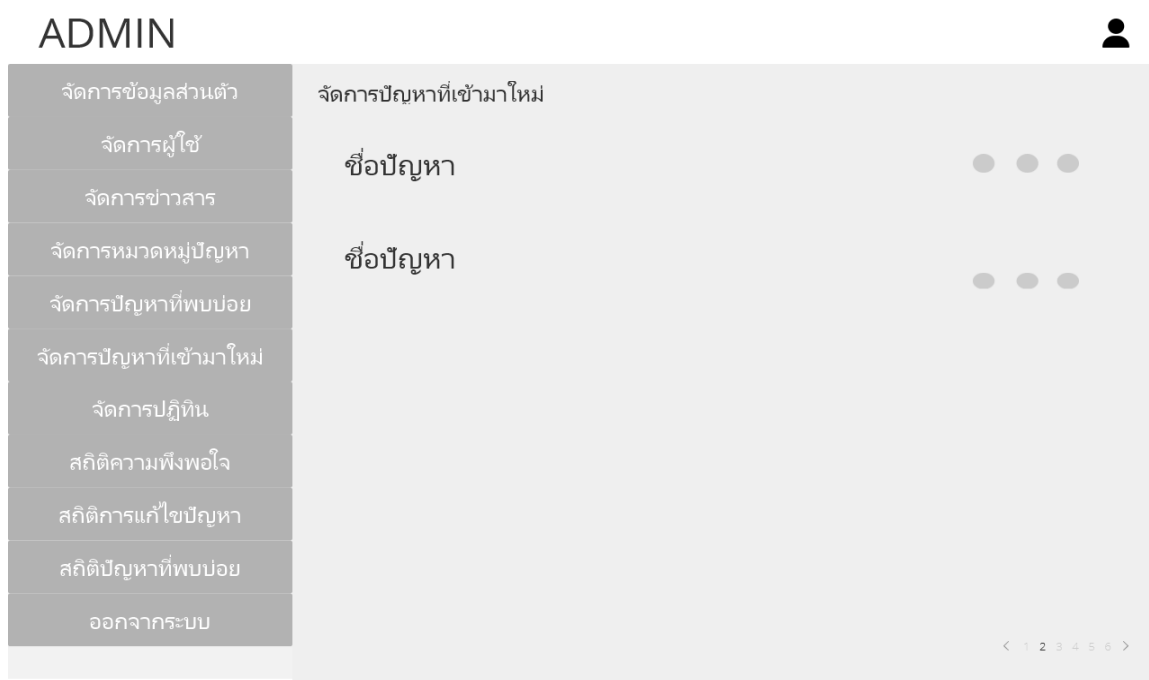 ADMIN
จัดการข้อมูลส่วนตัว
จัดการผู้ใช้
จัดการข่าวสาร
จัดการหมวดหมู่ปัญหา
จัดการปัญหาที่พบบ่อย
จัดการปัญหาที่เข้ามาใหม่
จัดการปฏิทิน
สถิติความพึงพอใจ
สถิติการแก้ไขปัญหา
สถิติปัญหาที่พบบ่อย
ออกจากระบบ
จัดการปัญหาที่เข้ามาใหม่
ชื่อปัญหา
ชื่อปัญหา
1 2 3 4 5 6